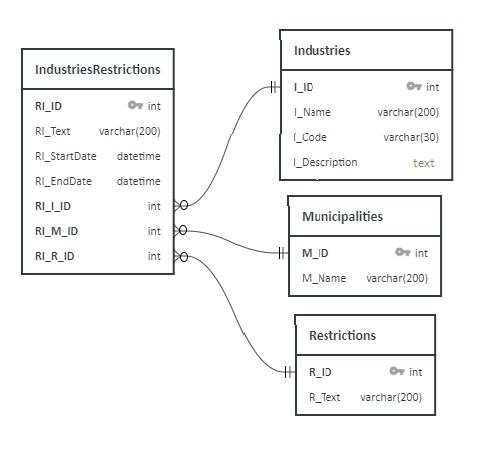 IndustriesRestrictions
RI_ID int
RI_Text varchar(200)
RI_StartDate datetime
RI_EndDate datetime
RI_I_ID int
RI_M_ID int
RI_R_ID int
Industries
I_ID int
I_Name varchar(200)
I_Code varchar(30)
I_Description text
Municipalities
M_ID int
M_Name varchar(200)
Restrictions
R_ID int
R_Text varchar(200)